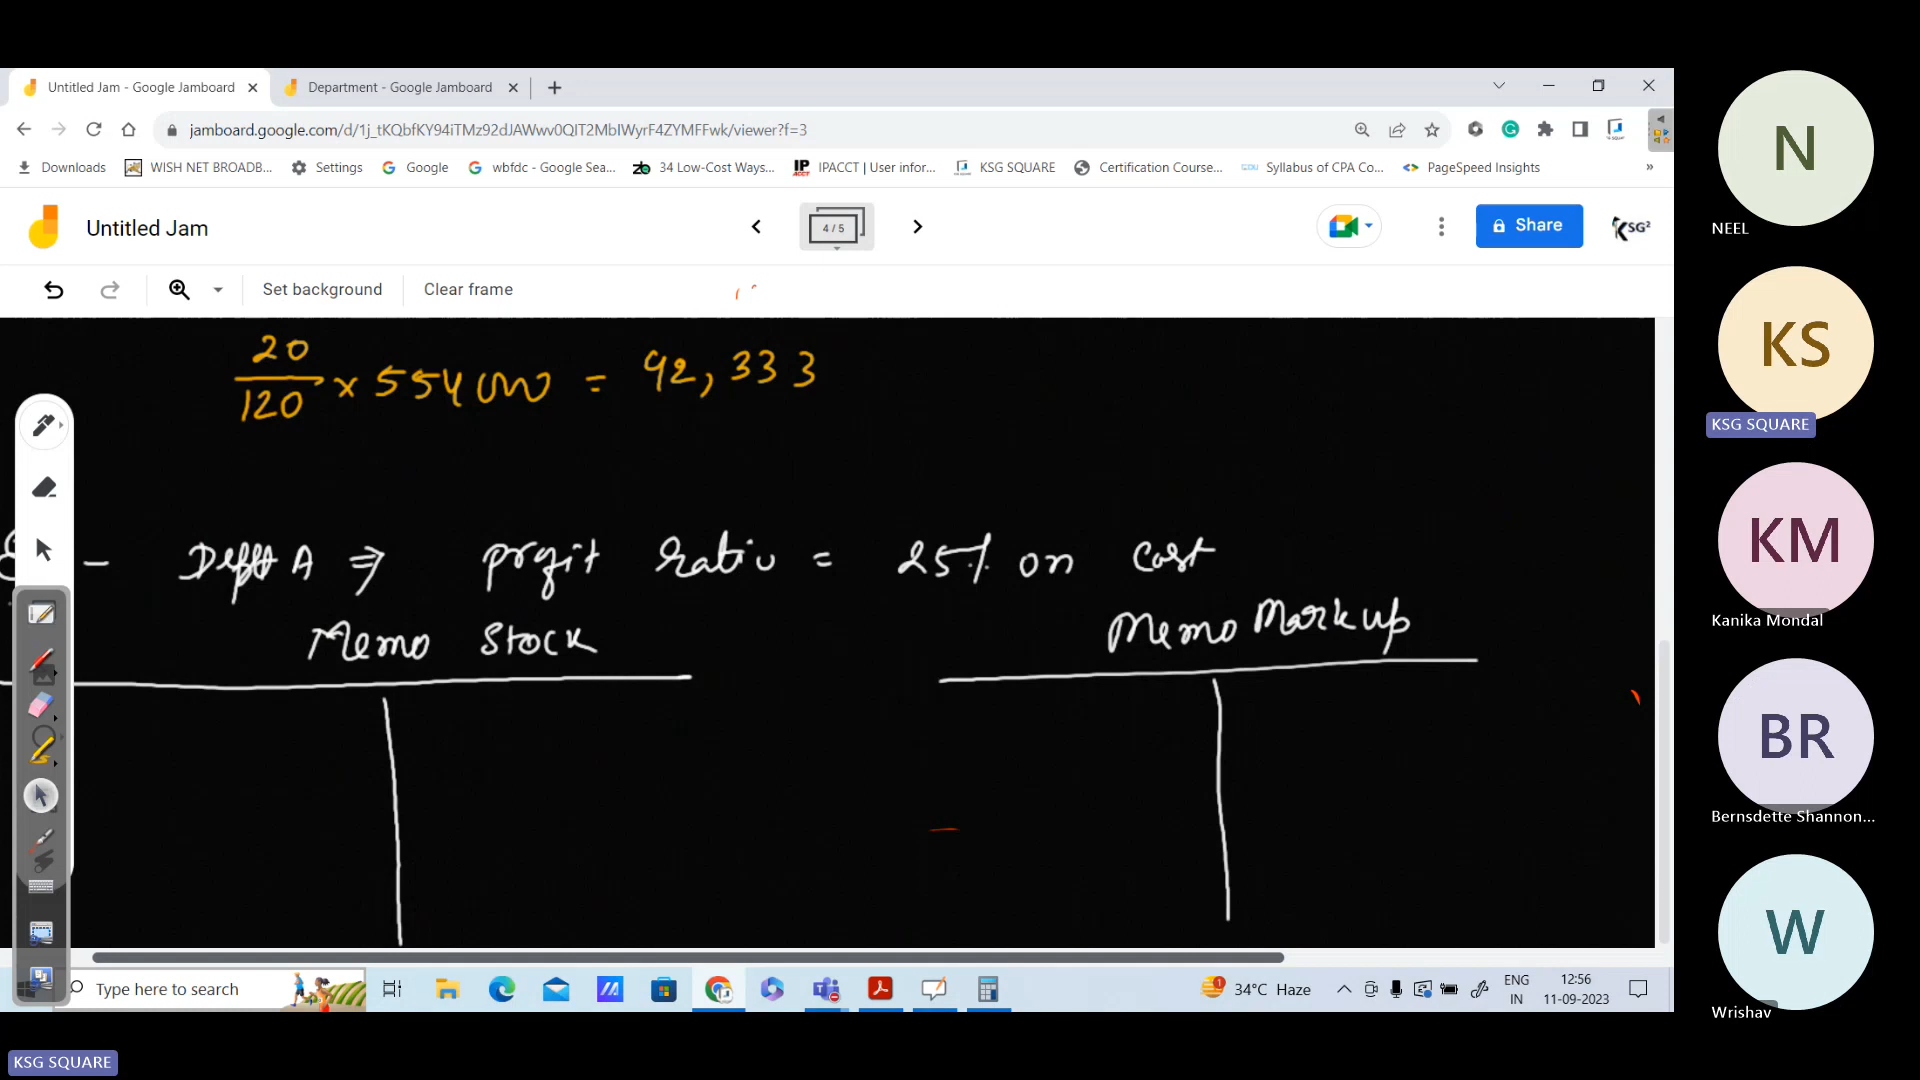 Untitled Jam - Google Jamboard
Department - Google Jamboard
jamboard.google.com/d/1j_tKQbfKY94iTMz92dJAWwv0QIT2MbIWyrF4ZYMFFwk/viewer?f=3
Downloads WISH NET BROADB... Settings Google wbfdc - Google Sea... 34 Low-Cost Ways... IPACCT | User infor... KSG SQUARE Certification Course... Syllabus of CPA Co... PageSpeed Insights »
Untitled Jam
4 / 5
Share
KSG²
Set background Clear frame
20
120 × 554000 = 92,333
- Deptt A ⇒ profit ratio = 25% on cost
Memo Stock
Memo Markup
Type here to search
34°C Haze
ENG
IN
12:56
11-09-2023
N
NEEL
KS
KSG SQUARE
KM
Kanika Mondal
BR
Bernsdette Shannon...
W
Wrishav
KSG SQUARE